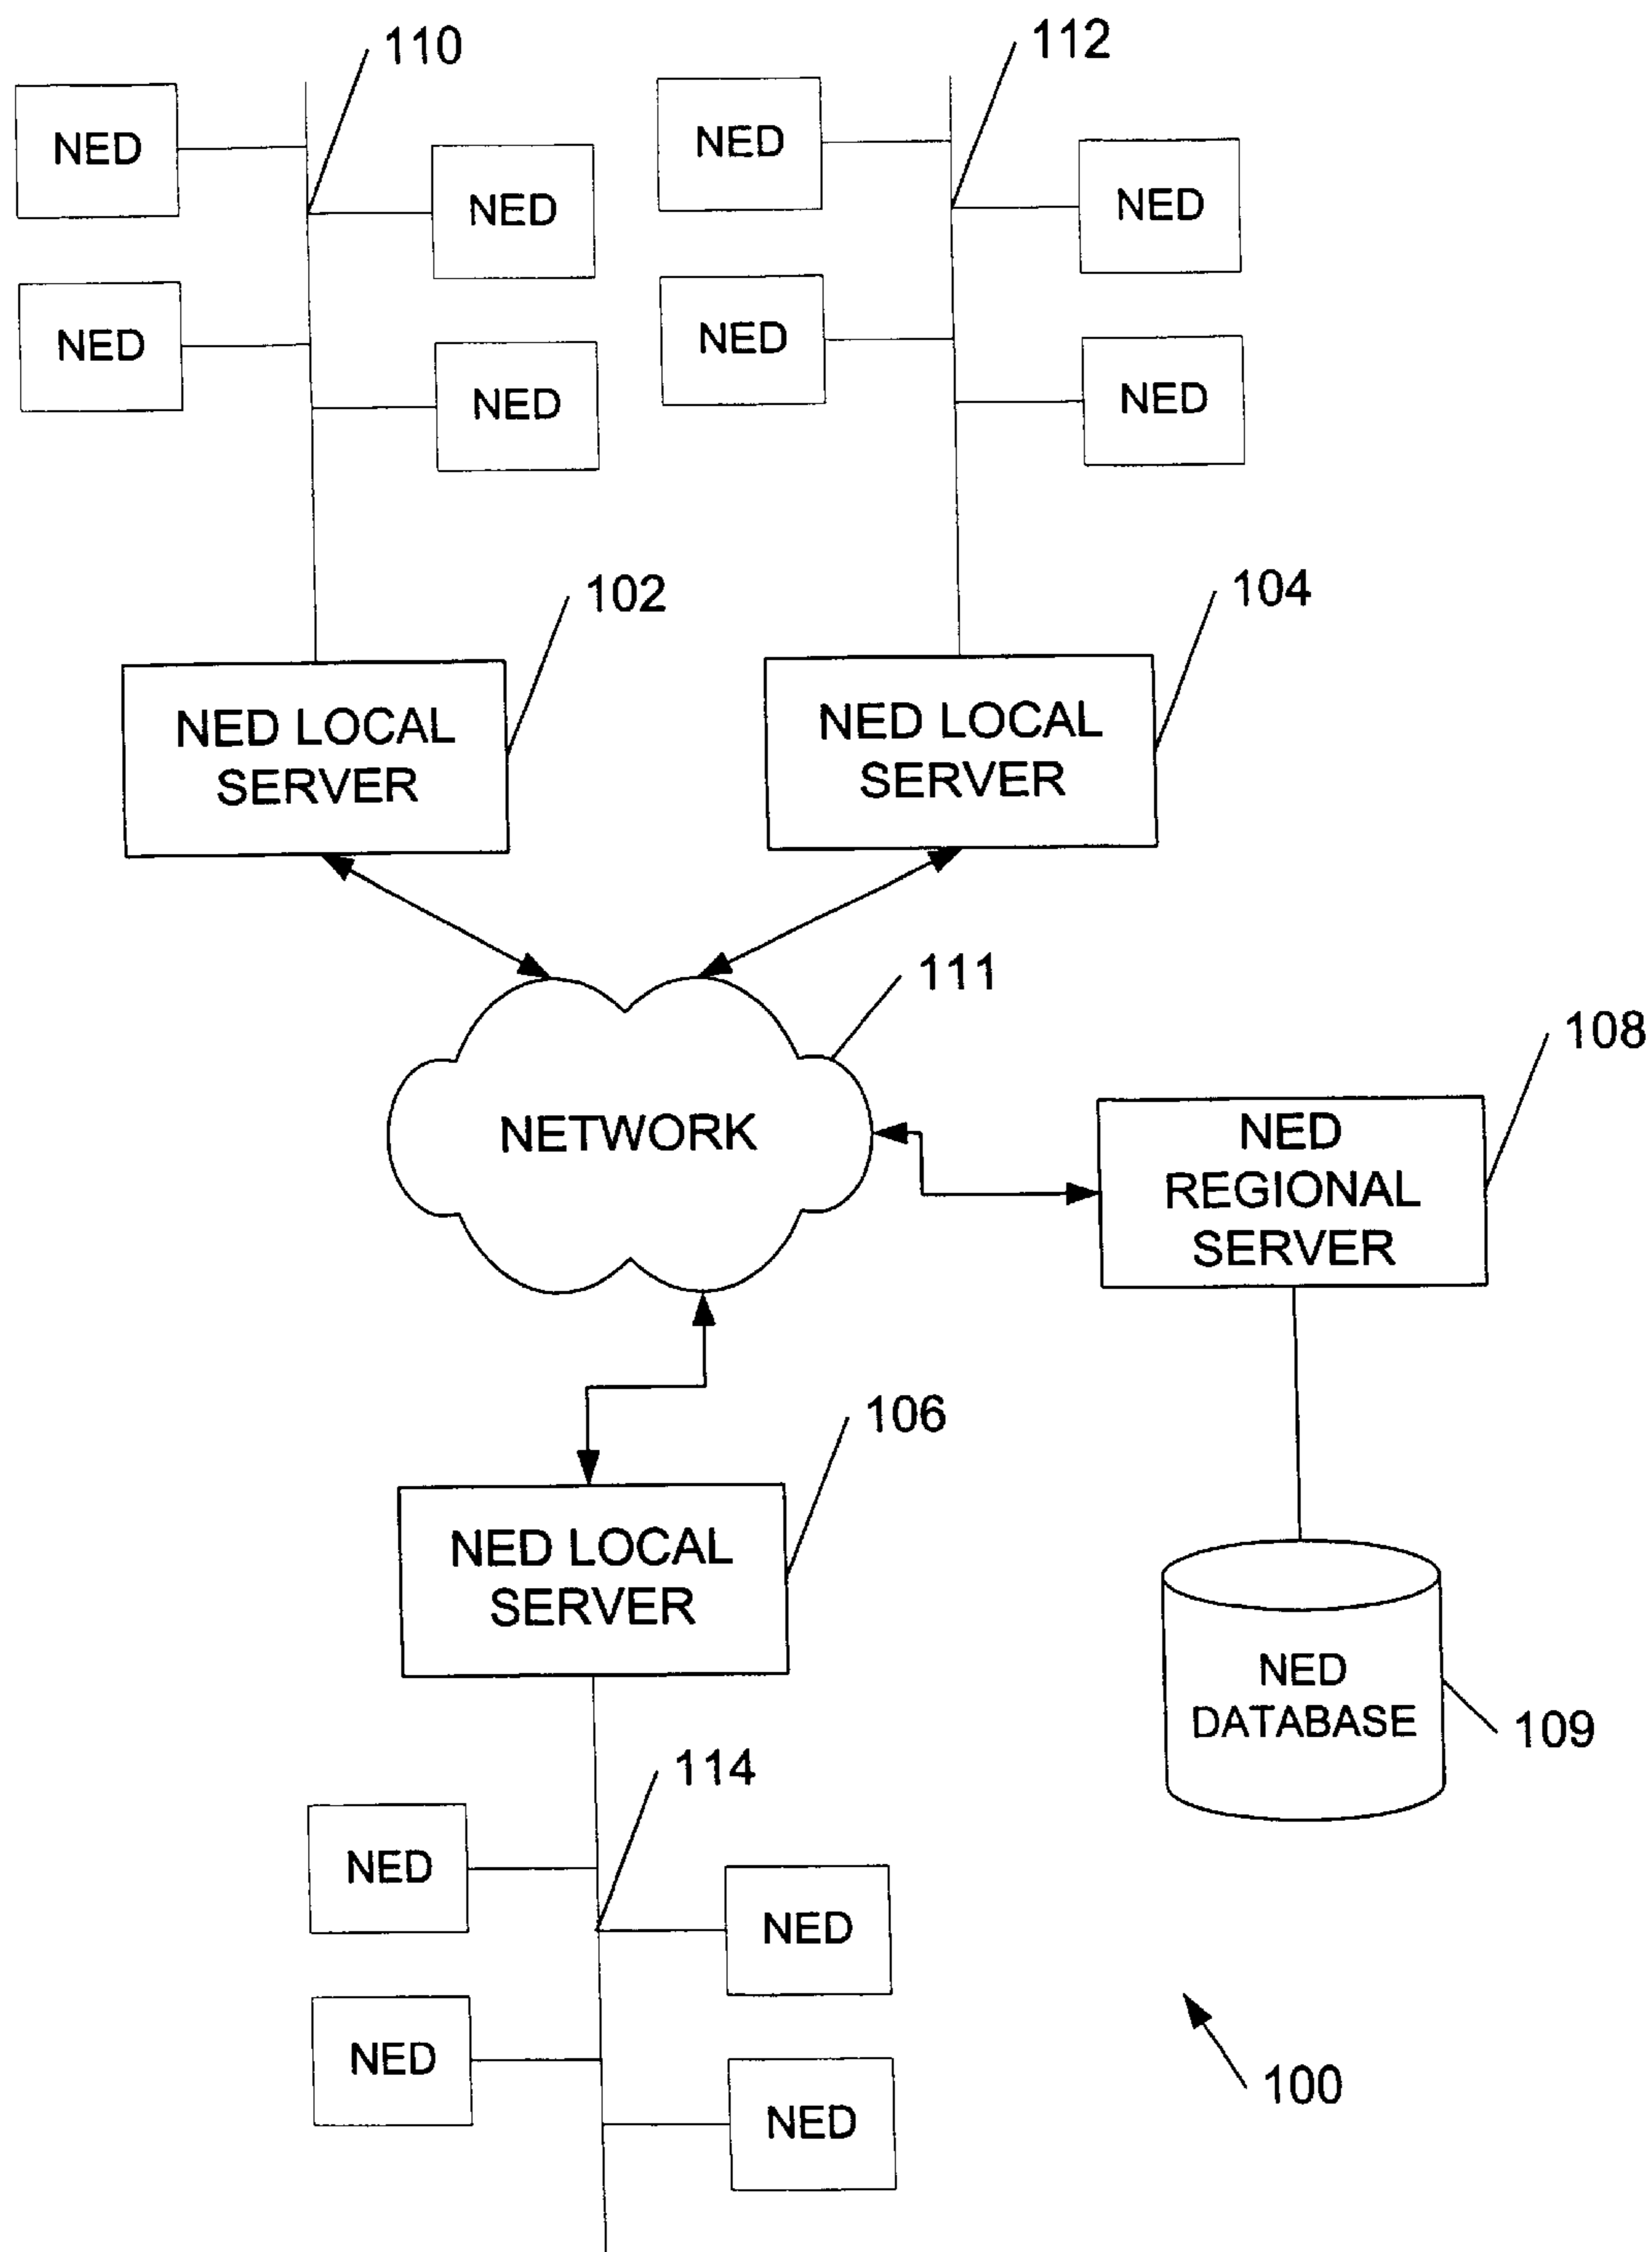 110
112
NED
NED
NED
NED
NED
NED
NED
NED
102
104
NED LOCAL
SERVER
NED LOCAL
SERVER
111
108
NETWORK
NED
REGIONAL
SERVER
106
NED LOCAL
SERVER
NED
DATABASE
109
114
NED
NED
NED
NED
100